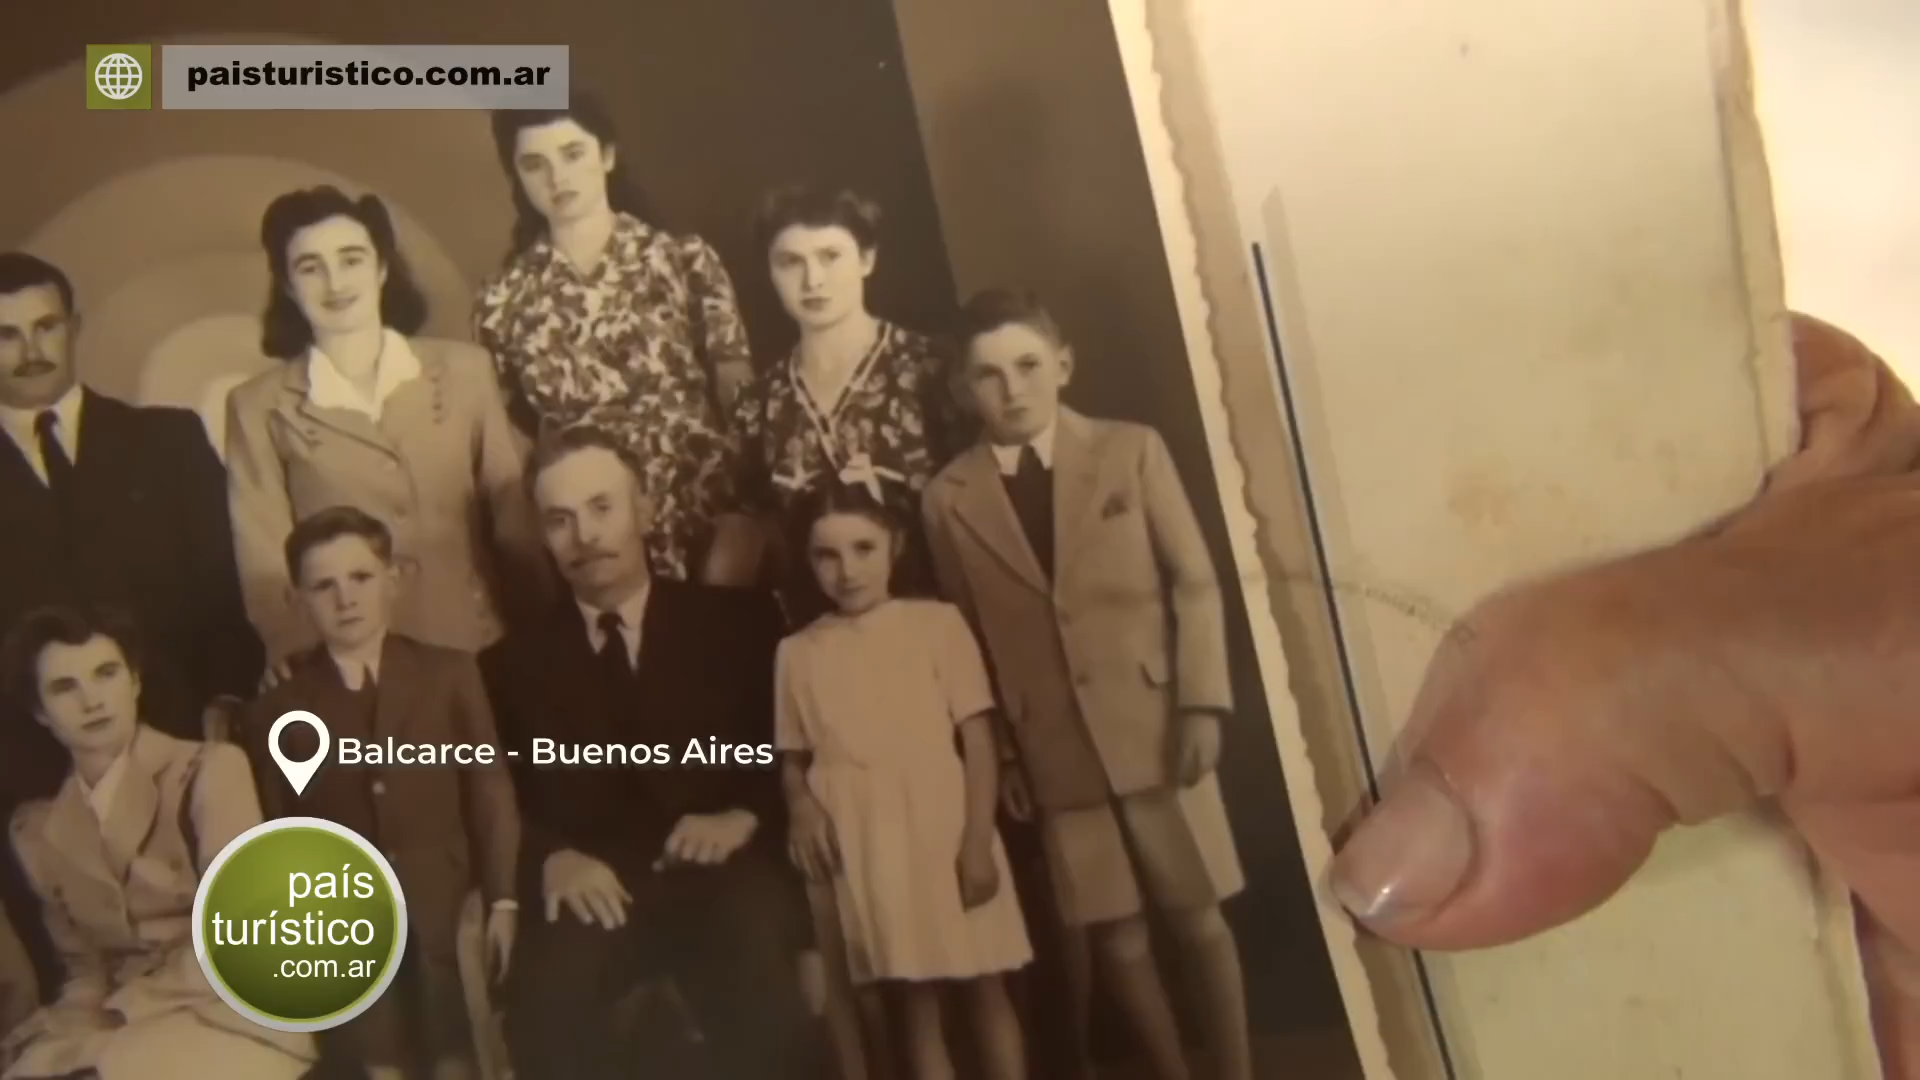 paisturistico.com.ar
Balcarce - Buenos Aires
país
turístico
.com.ar